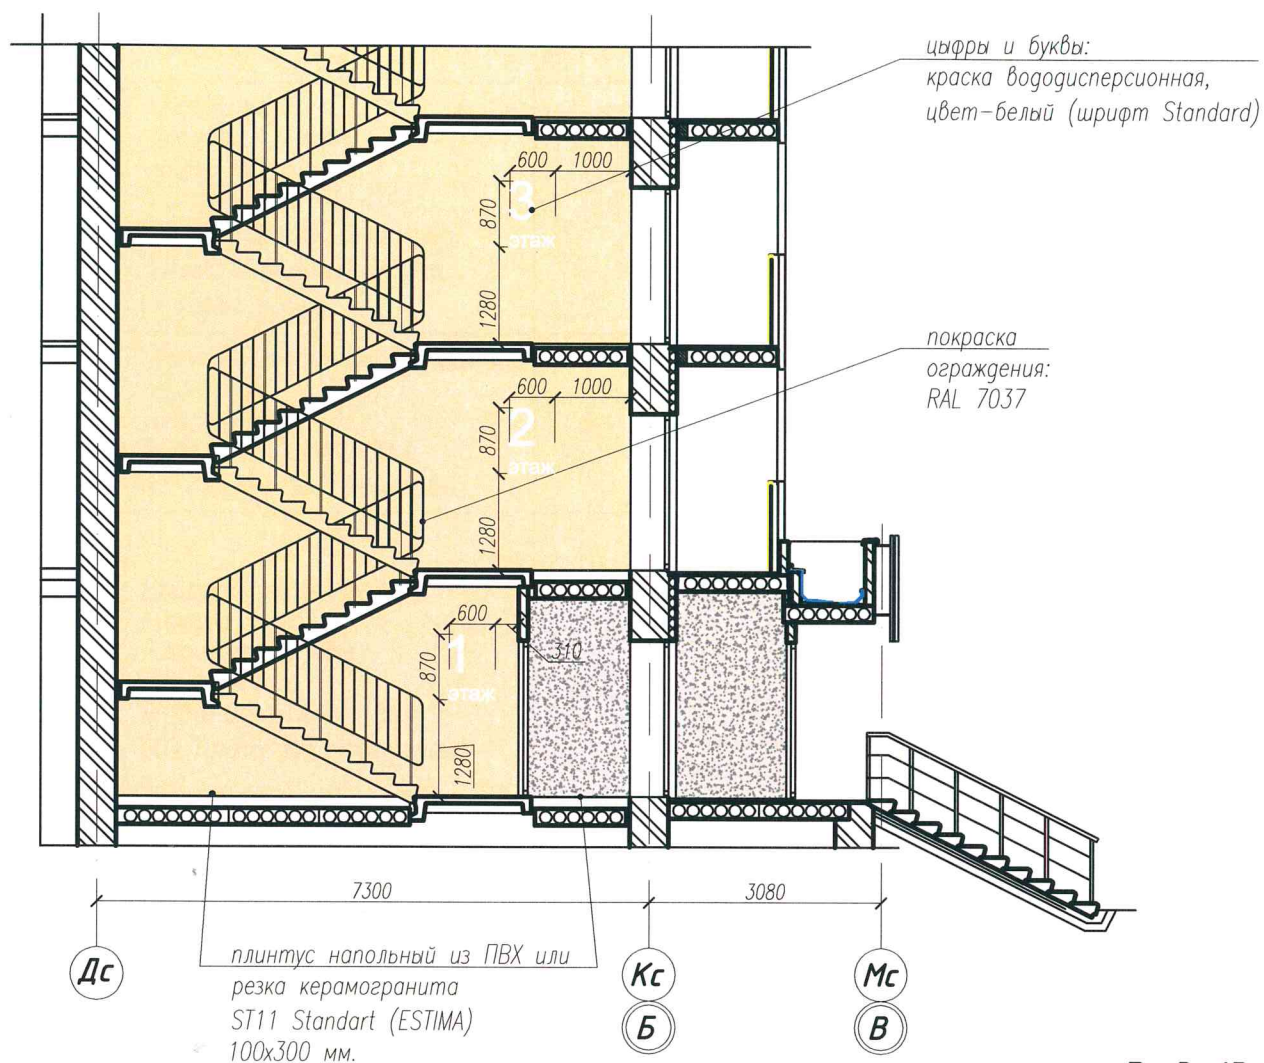 цыфры и буквы:
краска вододисперсионная,
цвет-белый (шрифт Standard)
600 1000
870
3
этаж
1280
покраска
ограждения:
RAL 7037
600 1000
870
2
этаж
1280
600
310
870
1
этаж
1280
7300
3080
плинтус напольный из ПВХ или
резка керамогранита
ST11 Standart (ESTIMA)
100х300 мм.
Дс
Кс
Мс
Б
В